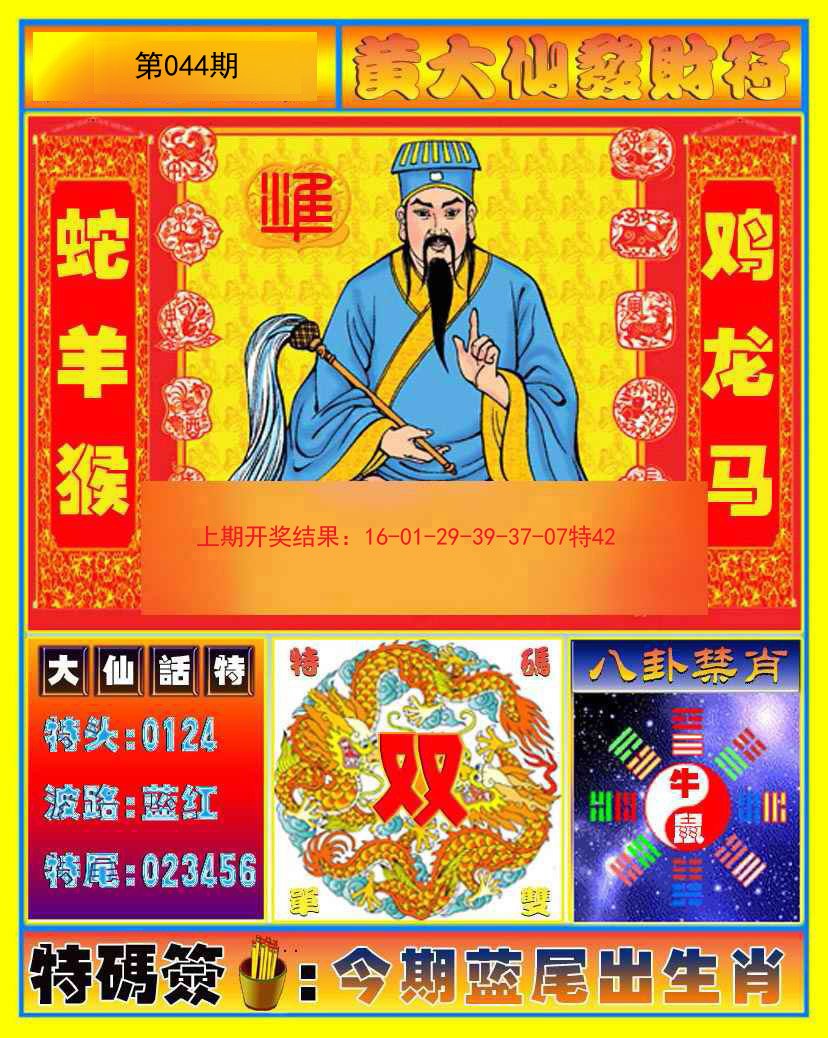 第044期
黄大仙發財符
蛇羊猴
鸡龙马
上期开奖结果：16-01-29-39-37-07特42
大仙話特
特头:0124
波路:蓝红
特尾:023456
特 碼
双
單 雙
八卦禁肖
牛
鼠
特碼簽:今期蓝尾出生肖